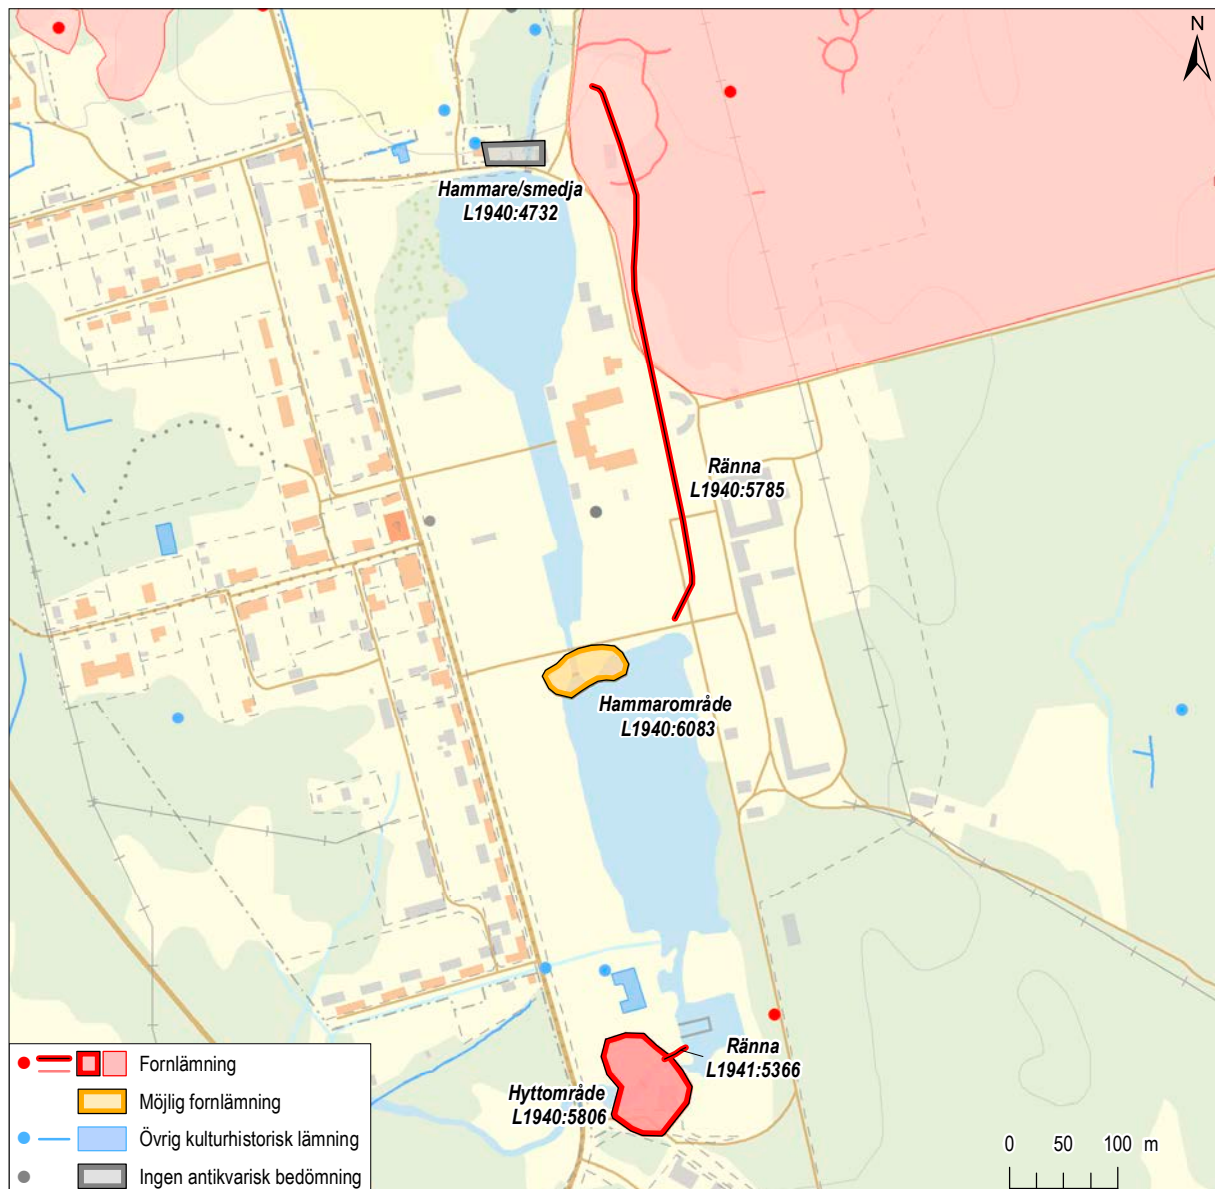 N
Hammare/smedja
L1940:4732
Ränna
L1940:5785
Hammarområde
L1940:6083
Ränna
L1941:5366
Hyttområde
L1940:5806
Fornlämning
Möjlig fornlämning
Övrig kulturhistorisk lämning
Ingen antikvarisk bedömning
0 50 100 m